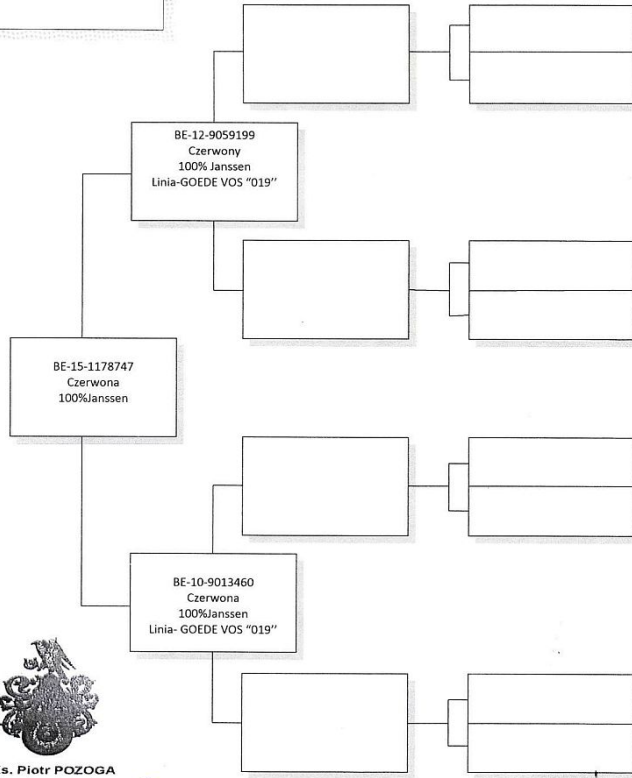 BE-12-9059199
Czerwony
100% Janssen
Linia-GOEDE VOS "019''
BE-15-1178747
Czerwona
100%Janssen
BE-10-9013460
Czerwona
100%Janssen
Linia- GOEDE VOS "019''
s. Piotr POZOGA